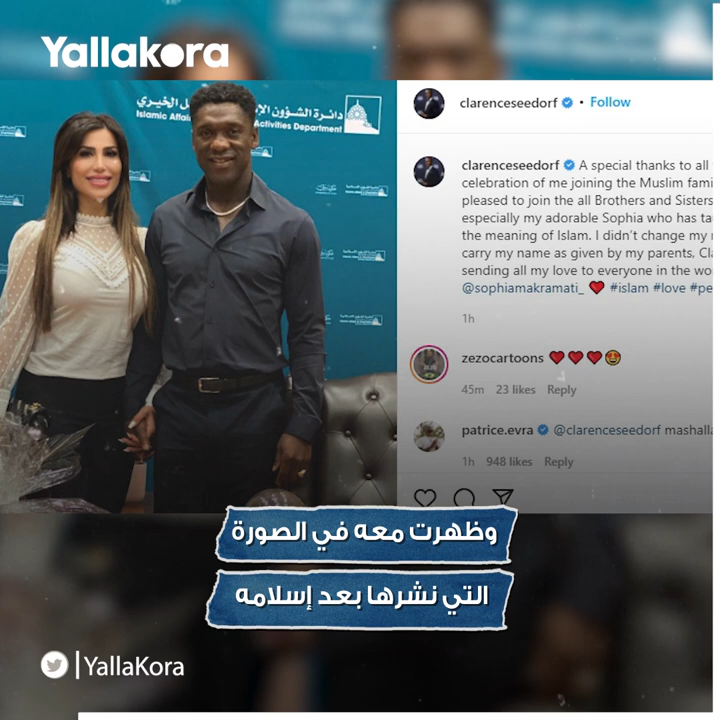 Yallakora
دائرة الشؤون الإ
ل الخيري
Islamic Affai
Activities Department
clarenceseedorf • Follow
clarenceseedorf A special thanks to all
celebration of me joining the Muslim fami
pleased to join the all Brothers and Sisters
especially my adorable Sophia who has ta
the meaning of Islam. I didn't change my
carry my name as given by my parents, Cla
sending all my love to everyone in the wo
@sophiamakramati_ ❤️ #islam #love #pe
1h
zezocartoons ❤️❤️❤️😍
45m 23 likes Reply
patrice.evra @clarenceseedorf mashalla
1h 948 likes Reply
وظهرت معه في الصورة
التي نشرها بعد إسلامه
|YallaKora